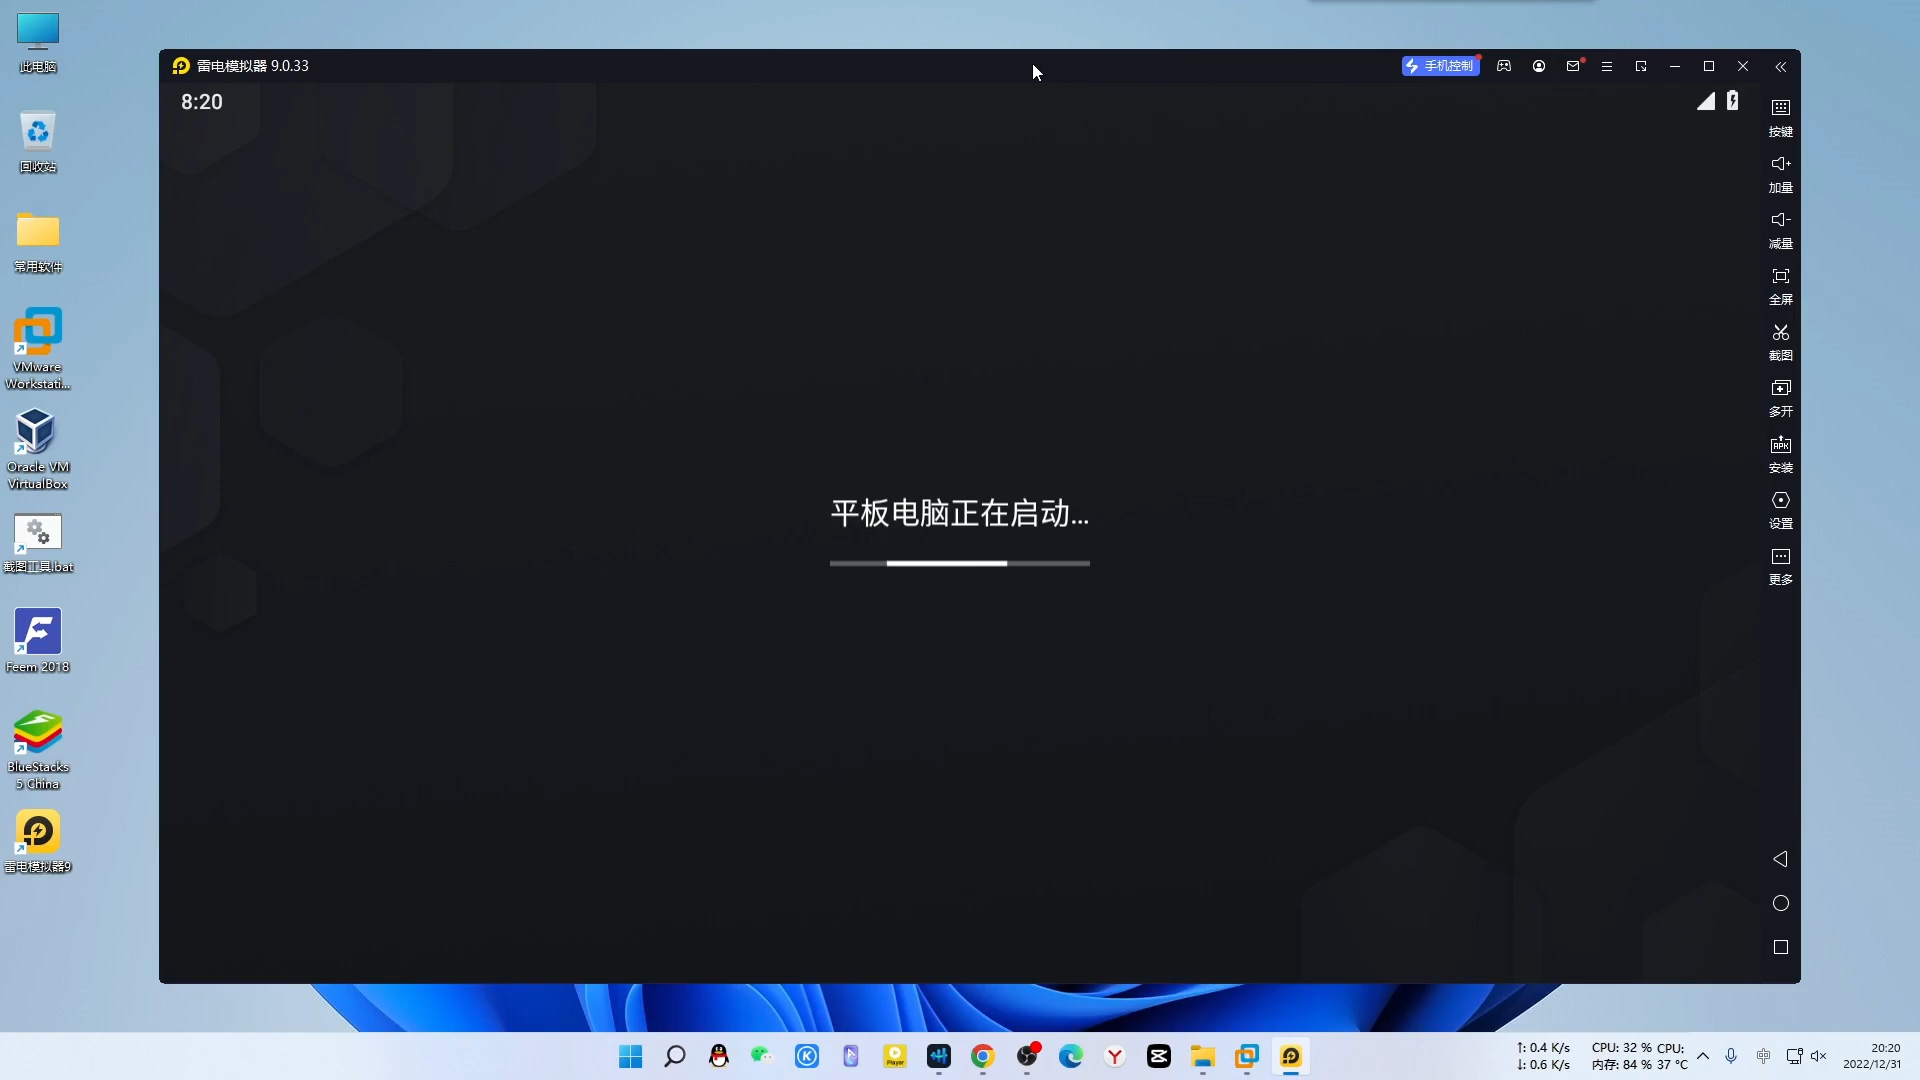 此电脑
回收站
常用软件
VMware
Workstati...
Oracle VM
VirtualBox
截图工具.bat
Feem 2018
BlueStacks
5 China
雷电模拟器9
雷电模拟器 9.0.33
手机控制
8:20
平板电脑正在启动...
按键
加量
减量
全屏
截图
多开
APK
安装
设置
更多
Player
↑: 0.4 K/s
↓: 0.6 K/s
CPU: 32 % CPU:
内存: 84 % 37 °C
中
20:20
2022/12/31